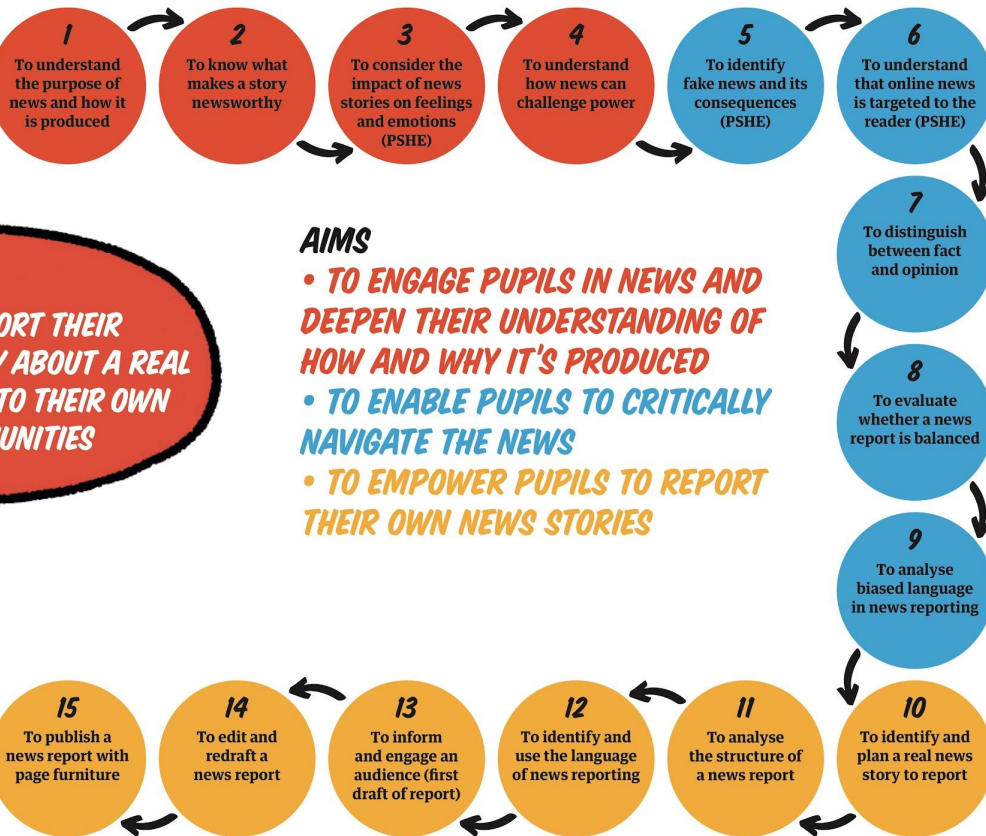 1
To understand
the purpose of
news and how it
is produced
2
To know what
makes a story
newsworthy
3
To consider the
impact of news
stories on feelings
and emotions
(PSHE)
4
To understand
how news can
challenge power
5
To identify
fake news and its
consequences
(PSHE)
6
To understand
that online news
is targeted to the
reader (PSHE)
7
To distinguish
between fact
and opinion
8
To evaluate
whether a news
report is balanced
9
To analyse
biased language
in news reporting
ORT THEIR
Y ABOUT A REAL
TO THEIR OWN
UNITIES
AIMS
• TO ENGAGE PUPILS IN NEWS AND
DEEPEN THEIR UNDERSTANDING OF
HOW AND WHY IT'S PRODUCED
• TO ENABLE PUPILS TO CRITICALLY
NAVIGATE THE NEWS
• TO EMPOWER PUPILS TO REPORT
THEIR OWN NEWS STORIES
10
To identify and
plan a real news
story to report
11
To analyse
the structure of
a news report
12
To identify and
use the language
of news reporting
13
To inform
and engage an
audience (first
draft of report)
14
To edit and
redraft a
news report
15
To publish a
news report with
page furniture